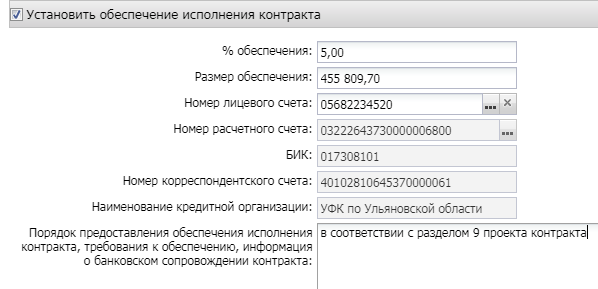 Установить обеспечение исполнения контракта
% обеспечения: 5,00
Размер обеспечения: 455 809,70
Номер лицевого счета: 05682234520 ... ×
Номер расчетного счета: 03222643730000006800 ...
БИК: 017308101
Номер корреспондентского счета: 40102810645370000061
Наименование кредитной организации: УФК по Ульяновской области
Порядок предоставления обеспечения исполнения в соответствии с разделом 9 проекта контракта
контракта, требования к обеспечению, информация
о банковском сопровождении контракта: